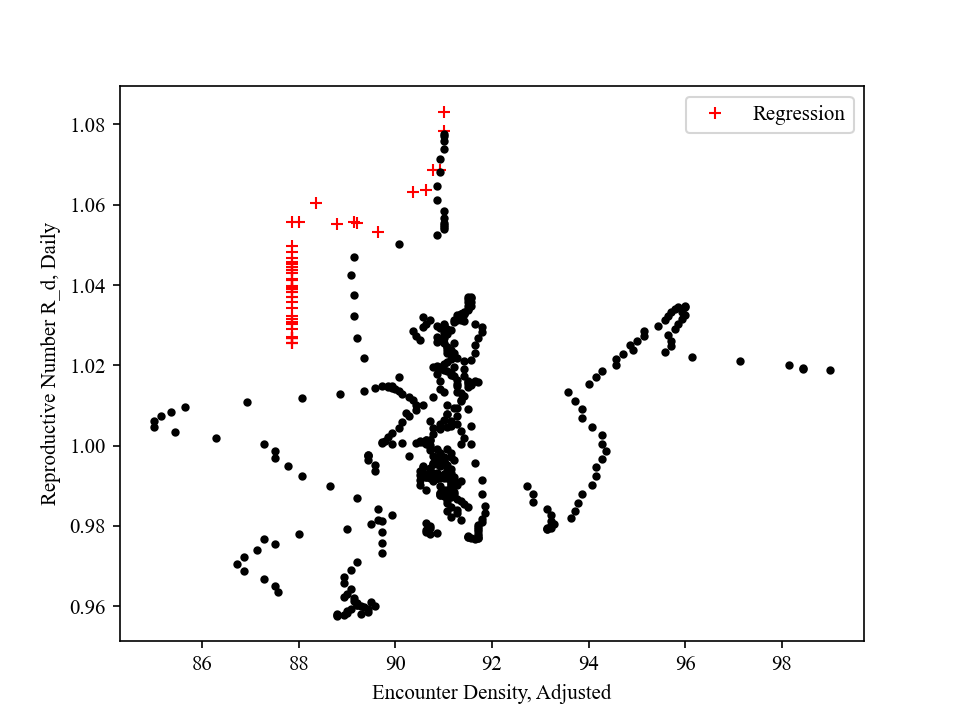 Regression
1.08
1.06
1.04
1.02
1.00
0.98
0.96
Reproductive Number R_d, Daily
86 88 90 92 94 96 98
Encounter Density, Adjusted